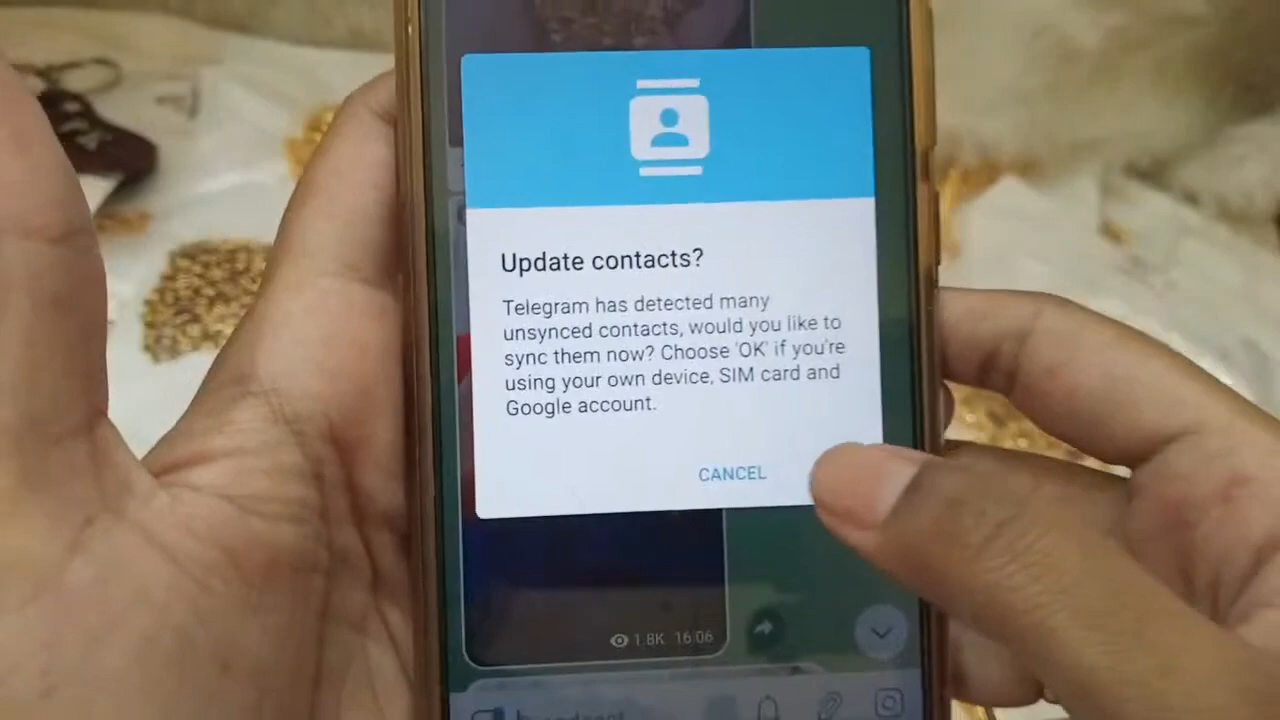 Update contacts?
Telegram has detected many
unsynced contacts, would you like to
sync them now? Choose 'OK' if you're
using your own device, SIM card and
Google account.
CANCEL
1.8K 16:06